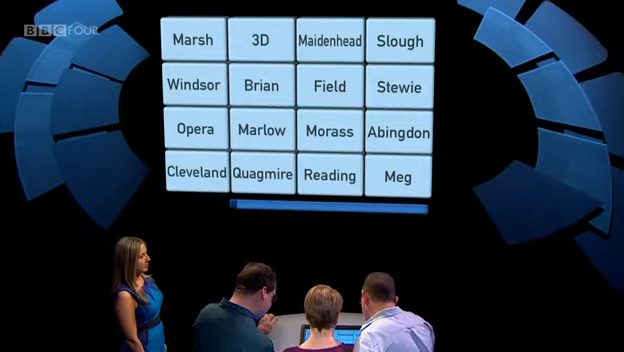 BBC FOUR
Marsh 3D Maidenhead Slough
Windsor Brian Field Stewie
Opera Marlow Morass Abingdon
Cleveland Quagmire Reading Meg